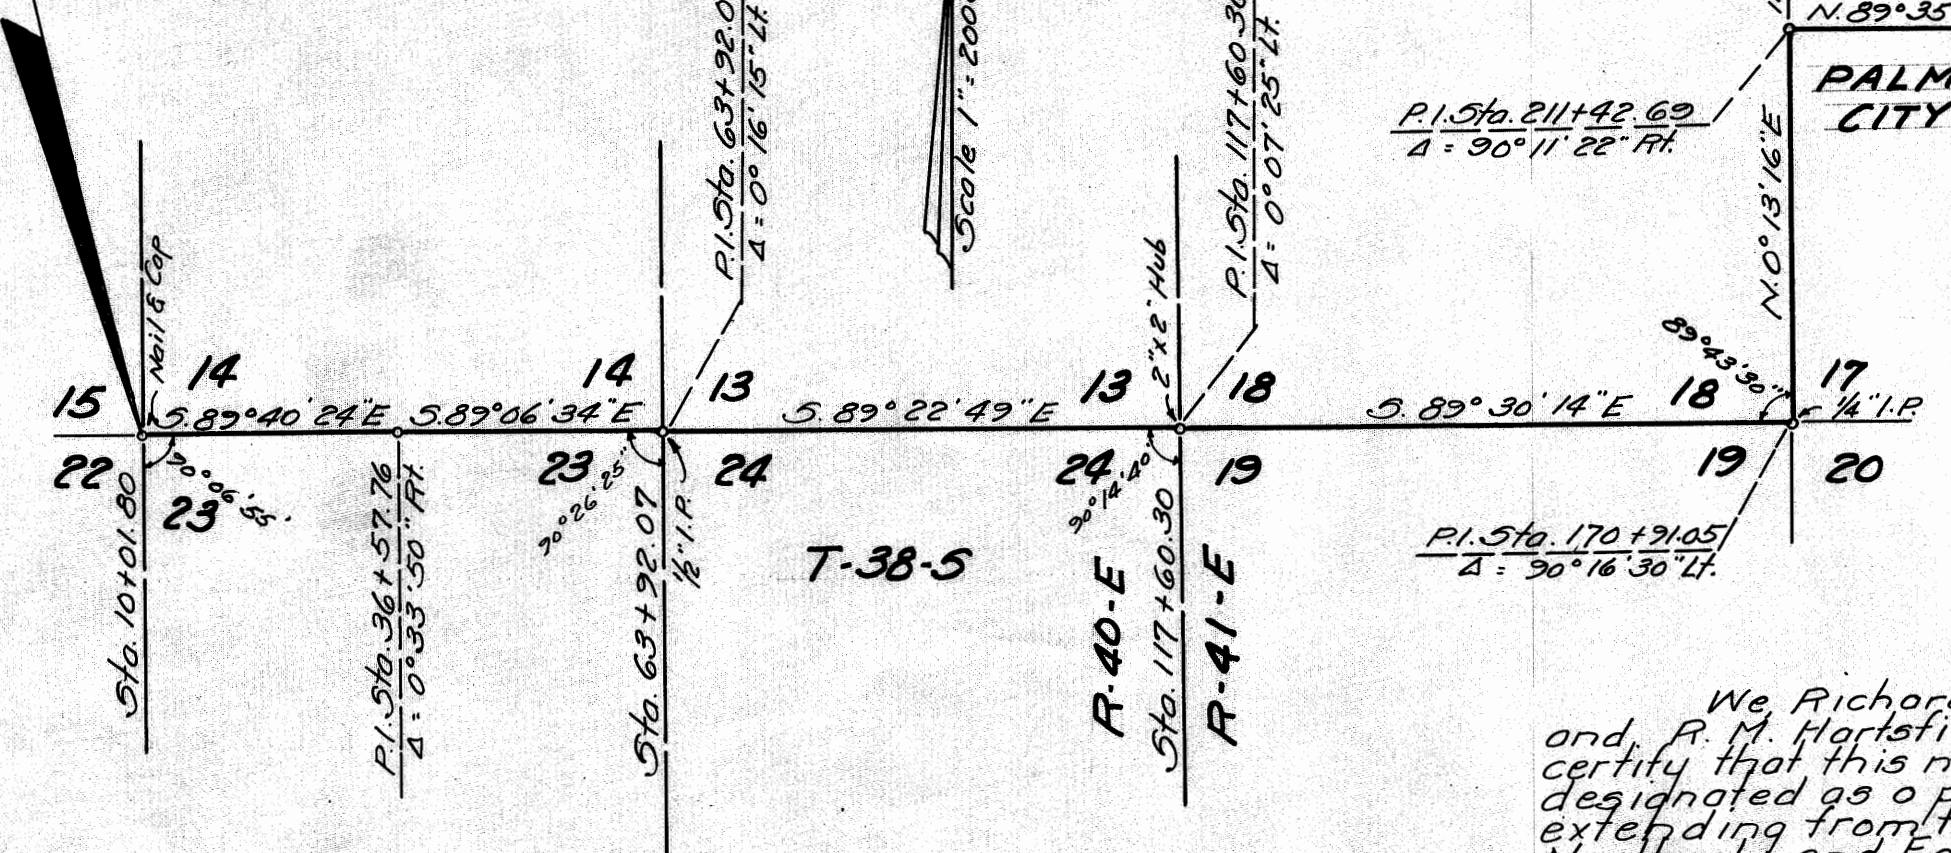 N. 89°35
PALM
CITY
P.I. Sta. 211+42.69
Δ = 90° 11' 22" Rt.
N. 0° 13' 16" E
P.I. Sta. 63+92.0
Δ = 0° 16' 15" Lt.
Scale 1" = 200
P.I. Sta. 117+60.30
Δ = 0° 07' 25" Lt.
Nail & Cap
2" x 2" Hub
89° 43' 30"
15 14
14 13
13 18
18 17
S. 89° 40' 24" E
S. 89° 06' 34" E
S. 89° 22' 49" E
S. 89° 30' 14" E
1/4" I.P.
22 23
23 24
24 19
19 20
90° 06' 55"
90° 26' 25"
90° 14' 40"
Sta. 10+01.80
P.I. Sta. 36+57.76
Δ = 0° 33' 50" Rt.
Sta. 63+92.07
1/2" I.P.
T-38-S
R-40-E
Sta. 117+60.30
R-41-E
P.I. Sta. 170+91.05
Δ = 90° 16' 30" Lt.
We, Richar
and, R. M. Hartsfi
certify that this
designated as a p
extending from